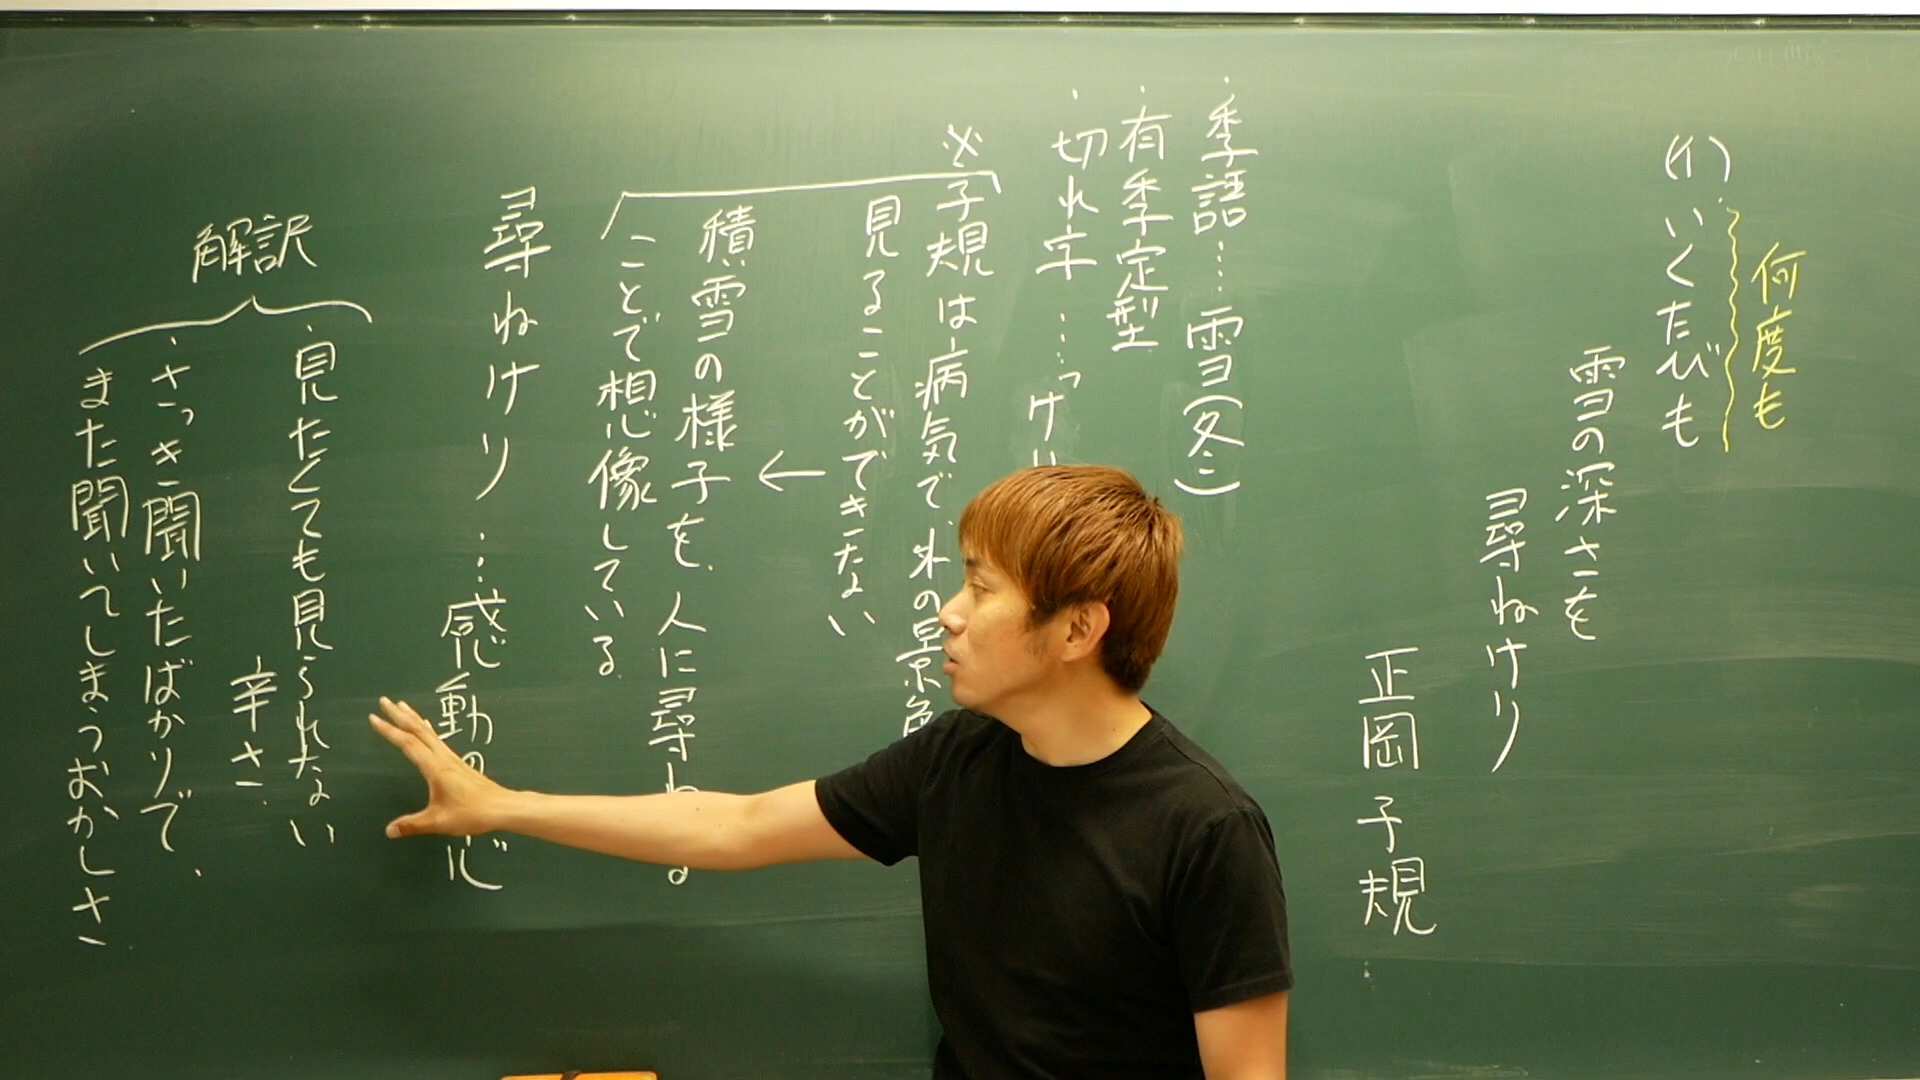 何度も
(イ) いくたびも
雪の深さを
尋ねけり
正岡子規
・季語…雪(冬)
・有季定型
・切れ字…「けり
※子規は病気で、外の景色
見ることができない
←
積雪の様子を、人に尋ねる
ことで想像している。
尋ねけり…感動の心
解訳
・見たくても見られない
辛さ。
・さっき聞いたばかりで、
また聞いてしまうおかしさ